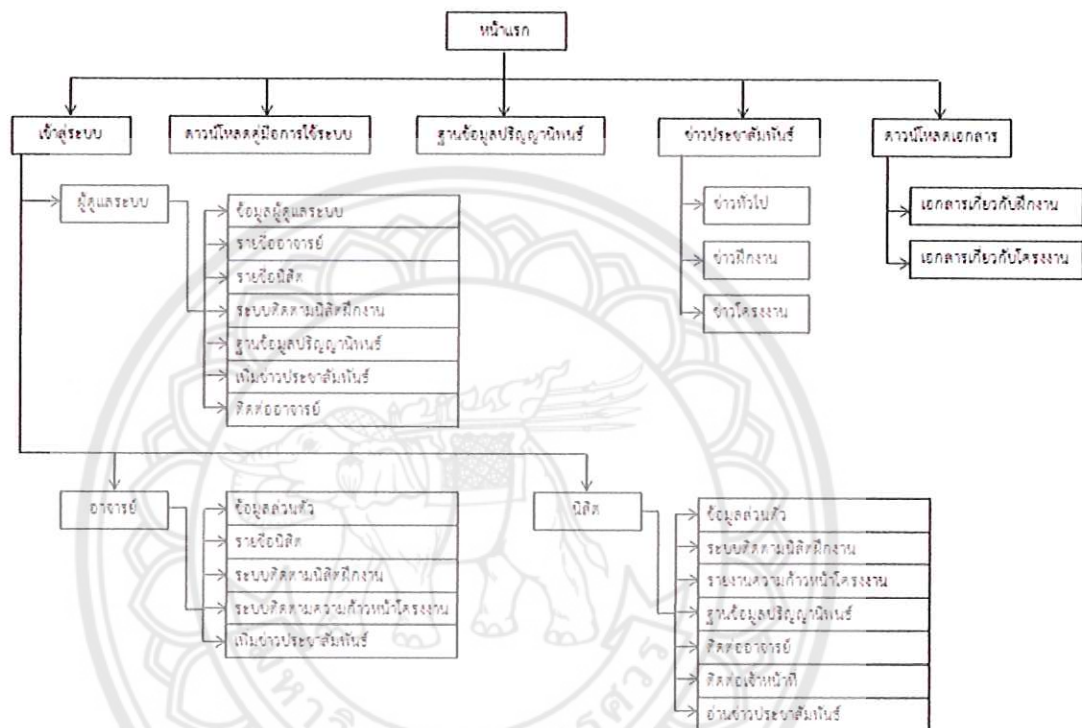 หน้าแรก
เข้าสู่ระบบ
ดาวน์โหลดคู่มือการใช้ระบบ
ฐานข้อมูลปริญญานิพนธ์
ข่าวประชาสัมพันธ์
ดาวน์โหลดเอกสาร
ผู้ดูแลระบบ
ข้อมูลผู้ดูแลระบบ
รายชื่ออาจารย์
รายชื่อนิสิต
ระบบติดตามนิสิตฝึกงาน
ฐานข้อมูลปริญญานิพนธ์
เพิ่มข่าวประชาสัมพันธ์
ติดต่ออาจารย์
ข่าวทั่วไป
ข่าวฝึกงาน
ข่าวโครงงาน
เอกสารเกี่ยวกับฝึกงาน
เอกสารเกี่ยวกับโครงงาน
อาจารย์
ข้อมูลส่วนตัว
รายชื่อนิสิต
ระบบติดตามนิสิตฝึกงาน
ระบบติดตามความก้าวหน้าโครงงาน
เพิ่มข่าวประชาสัมพันธ์
นิสิต
ข้อมูลส่วนตัว
ระบบติดตามนิสิตฝึกงาน
รายงานความก้าวหน้าโครงงาน
ฐานข้อมูลปริญญานิพนธ์
ติดต่ออาจารย์
ติดต่อเจ้าหน้าที่
อ่านข่าวประชาสัมพันธ์